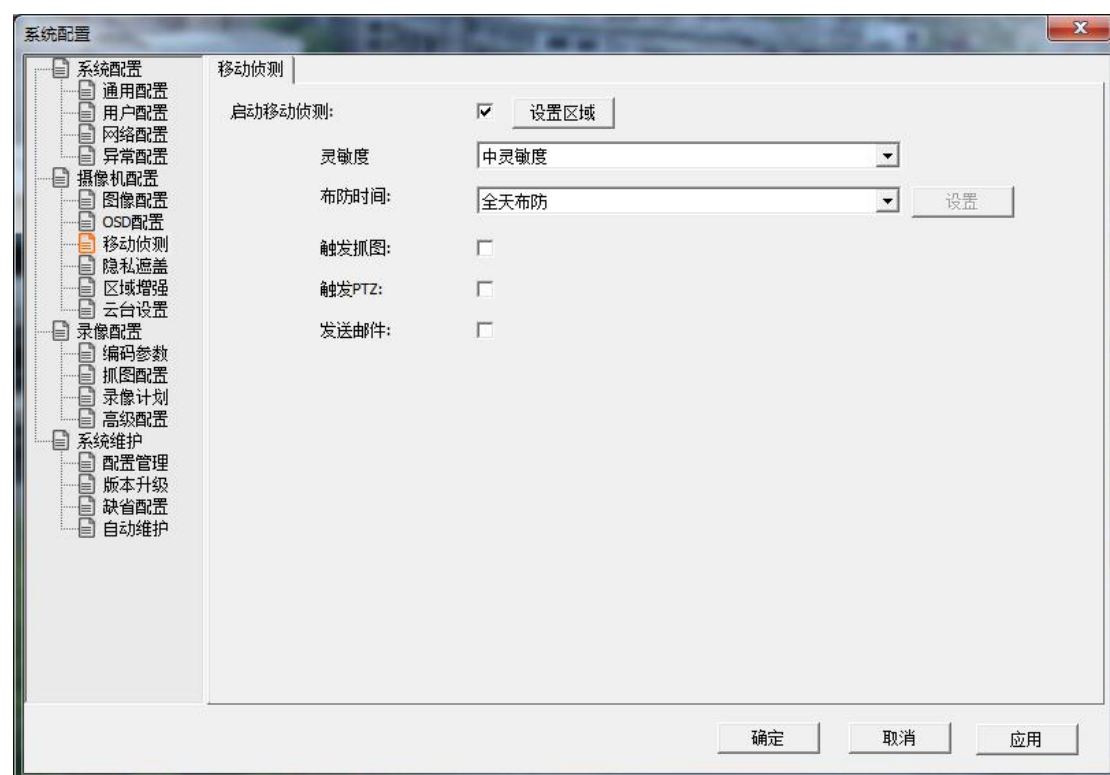 系统配置
系统配置
通用配置
用户配置
网络配置
异常配置
摄像机配置
图像配置
OSD配置
移动侦测
隐私遮盖
区域增强
云台设置
录像配置
编码参数
抓图配置
录像计划
高级配置
系统维护
配置管理
版本升级
缺省配置
自动维护
移动侦测
启动移动侦测: 设置区域
灵敏度 中灵敏度
布防时间: 全天布防 设置
触发抓图:
触发PTZ:
发送邮件:
确定 取消 应用